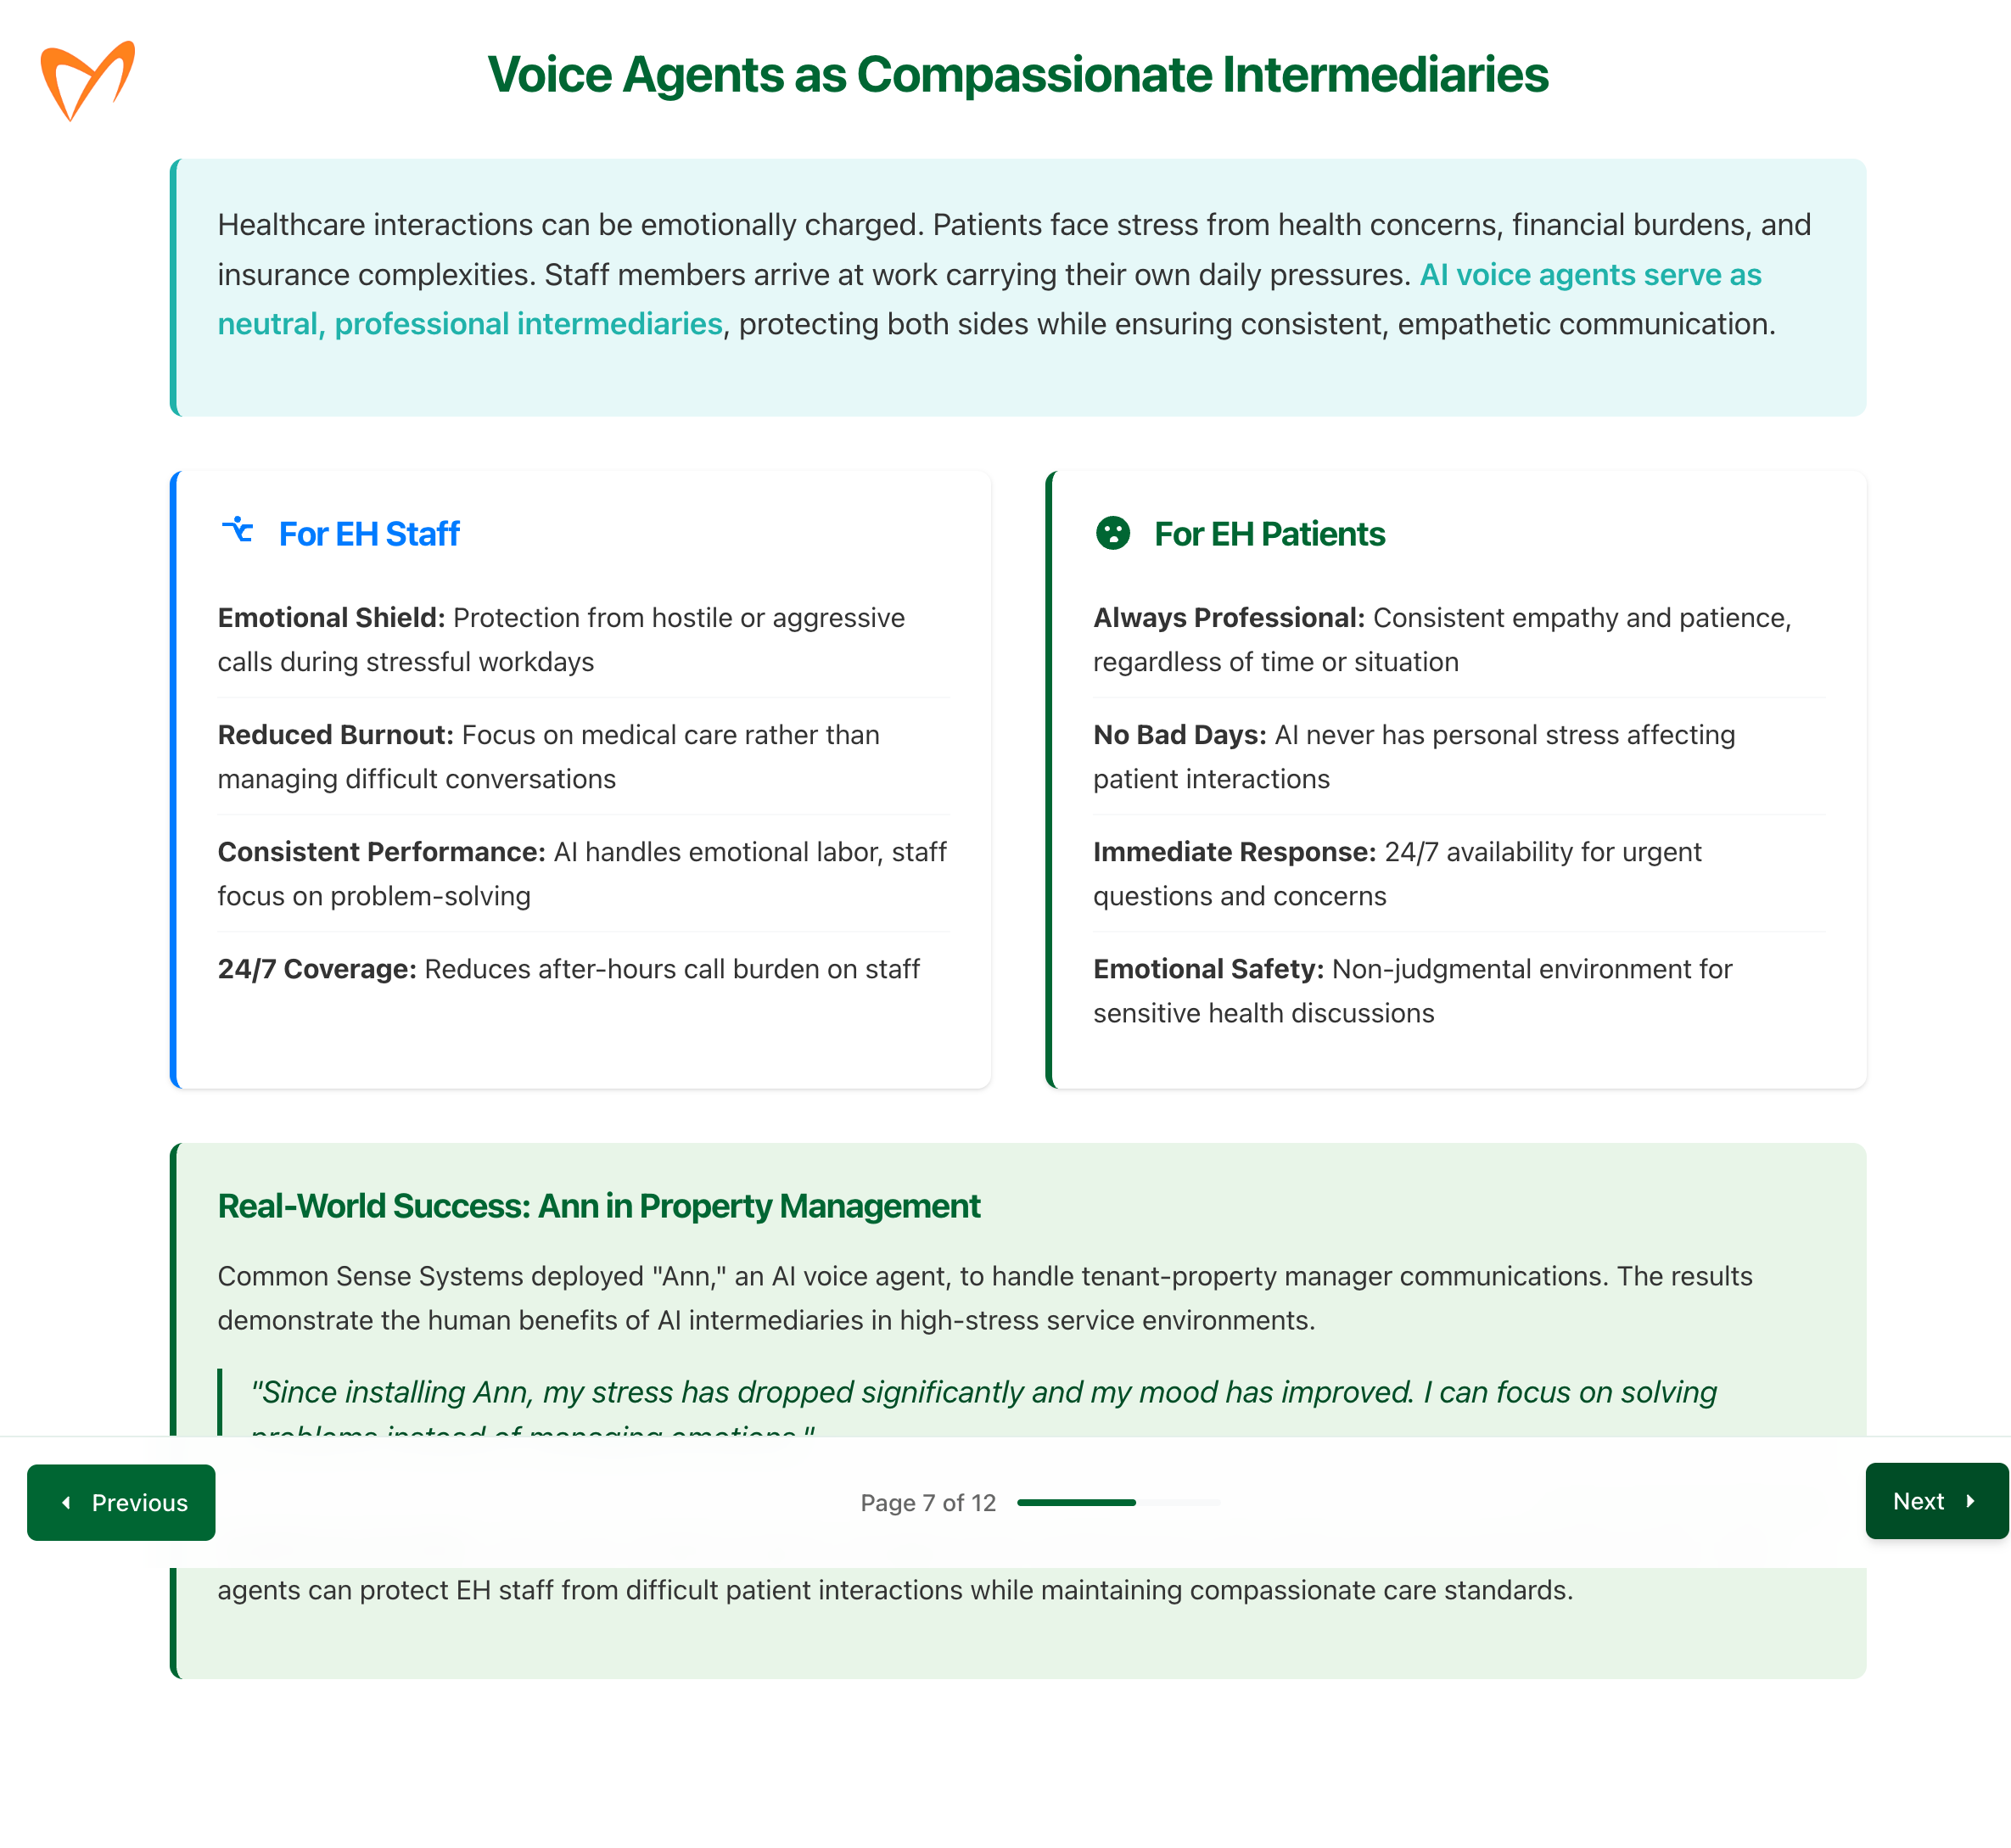 Voice Agents as Compassionate Intermediaries
Healthcare interactions can be emotionally charged. Patients face stress from health concerns, financial burdens, and
insurance complexities. Staff members arrive at work carrying their own daily pressures. AI voice agents serve as
neutral, professional intermediaries, protecting both sides while ensuring consistent, empathetic communication.
For EH Staff
Emotional Shield: Protection from hostile or aggressive
calls during stressful workdays
Reduced Burnout: Focus on medical care rather than
managing difficult conversations
Consistent Performance: AI handles emotional labor, staff
focus on problem-solving
24/7 Coverage: Reduces after-hours call burden on staff
For EH Patients
Always Professional: Consistent empathy and patience,
regardless of time or situation
No Bad Days: AI never has personal stress affecting
patient interactions
Immediate Response: 24/7 availability for urgent
questions and concerns
Emotional Safety: Non-judgmental environment for
sensitive health discussions
Real-World Success: Ann in Property Management
Common Sense Systems deployed "Ann," an AI voice agent, to handle tenant-property manager communications. The results
demonstrate the human benefits of AI intermediaries in high-stress service environments.
"Since installing Ann, my stress has dropped significantly and my mood has improved. I can focus on solving
problems instead of managing emotions."
Previous
Page 7 of 12
Next
agents can protect EH staff from difficult patient interactions while maintaining compassionate care standards.